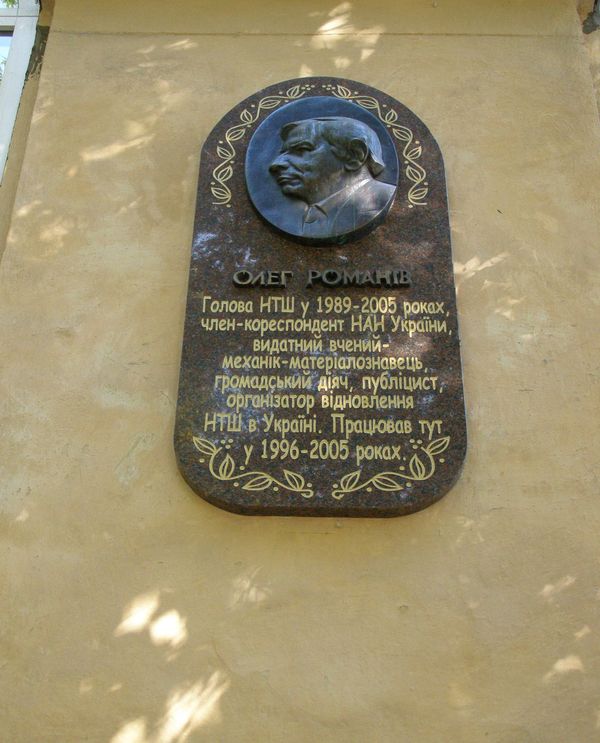 ОЛЕГ РОМАНІВ
Голова НТШ у 1989-2005 роках,
член-кореспондент НАН України,
видатний вчений-
механік-матеріалознавець,
громадський діяч, публіцист,
організатор відновлення
НТШ в Україні. Працював тут
у 1996-2005 роках.